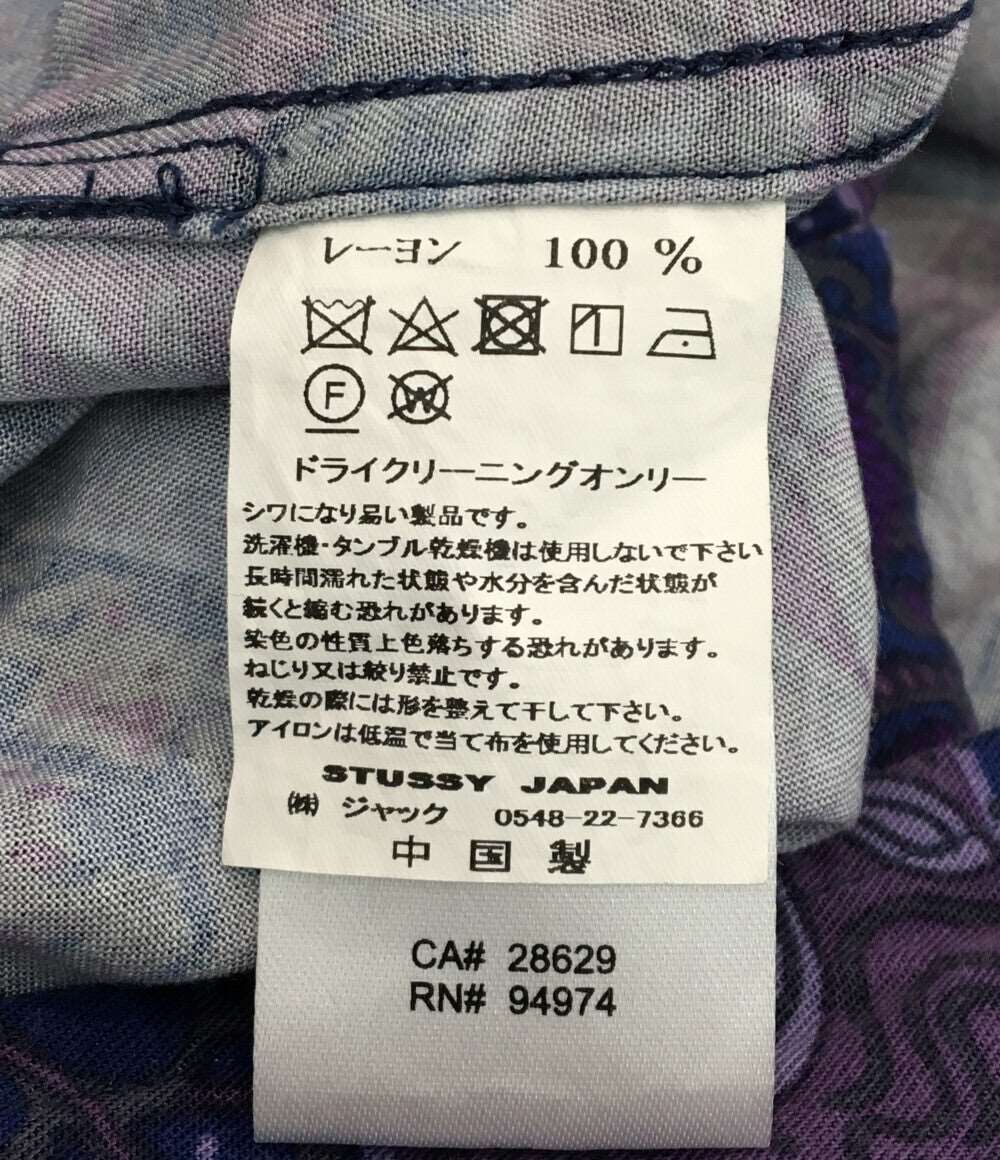 レーヨン 100 %
F W
ドライクリーニングオンリー
シワになり易い製品です。
洗濯機・タンブル乾燥機は使用しないで下さい
長時間濡れた状態や水分を含んだ状態が
続くと縮む恐れがあります。
染色の性質上色落ちする恐れがあります。
ねじり又は絞り禁止です。
乾燥の際には形を整えて干して下さい。
アイロンは低温で当て布を使用してください。
STUSSY JAPAN
㈱ ジャック 0548-22-7366
中国製
CA# 28629
RN# 94974